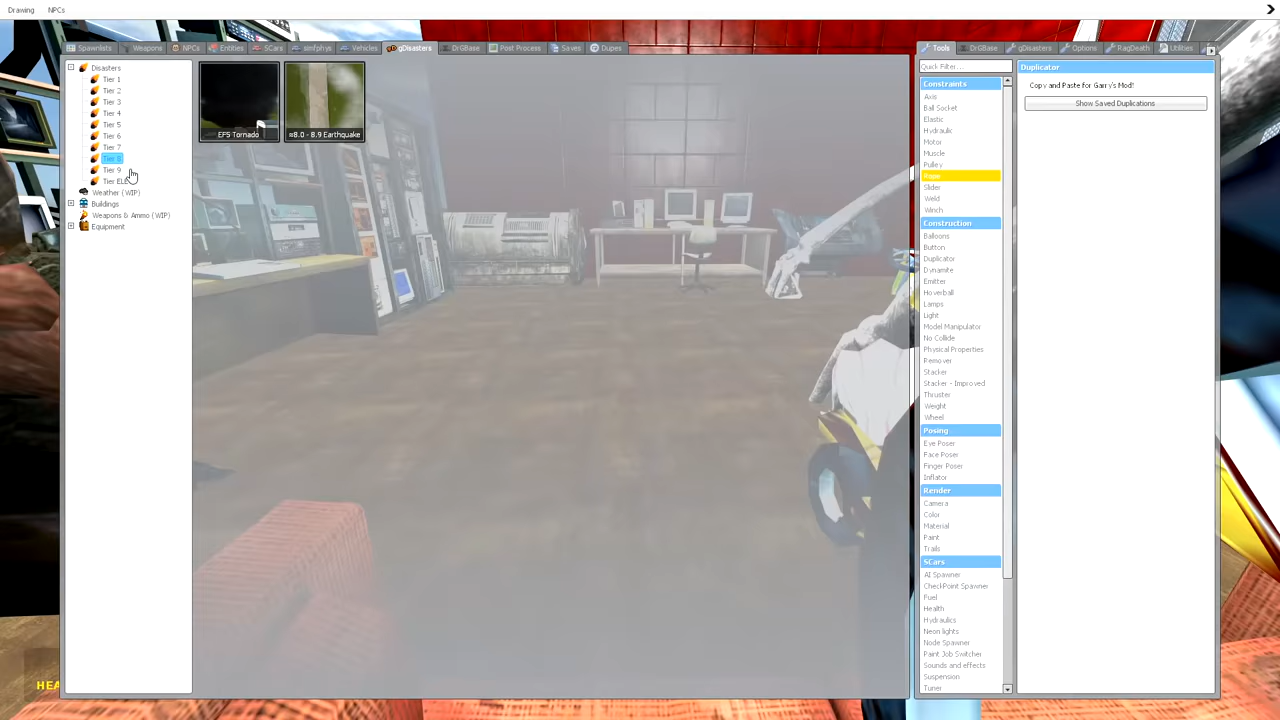 Drawing NPCs
Spawnlists Weapons NPCs Entities SCars simfphys Vehicles gDisasters DrGBase Post Process Saves Dupes
Tools DrGBase gDisasters Options RagDeath Utilities
Disasters
Tier 1
Tier 2
Tier 3
Tier 4
Tier 5
Tier 6
Tier 7
Tier 8
Tier 9
Tier ELE
Weather (WIP)
Buildings
Weapons & Ammo (WIP)
Equipment
EF5 Tornado
≈8.0 - 8.9 Earthquake
Quick Filter...
Constraints
Axis
Ball Socket
Elastic
Hydraulic
Motor
Muscle
Pulley
Rope
Slider
Weld
Winch
Construction
Balloons
Button
Duplicator
Dynamite
Emitter
Hoverball
Lamps
Light
Model Manipulator
No Collide
Physical Properties
Remover
Stacker
Stacker - Improved
Thruster
Weight
Wheel
Posing
Eye Poser
Face Poser
Finger Poser
Inflator
Render
Camera
Color
Material
Paint
Trails
SCars
AI Spawner
CheckPoint Spawner
Fuel
Health
Hydraulics
Neon lights
Node Spawner
Paint Job Switcher
Sounds and effects
Suspension
Tuner
Duplicator
Copy and Paste for Garry's Mod!
Show Saved Duplications
HEA